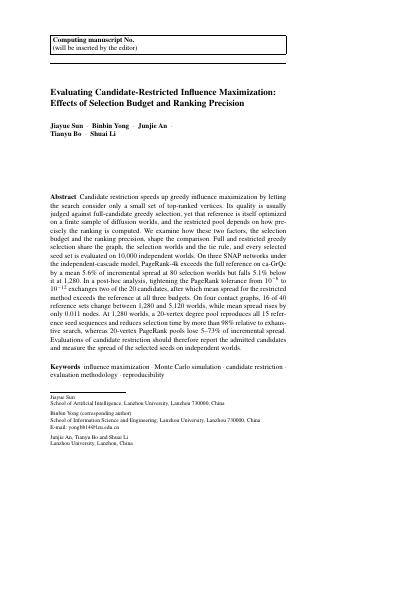 Computing manuscript No.
(will be inserted by the editor)
Evaluating Candidate-Restricted Influence Maximization:
Effects of Selection Budget and Ranking Precision
Jiayue Sun · Binbin Yong · Junjie An ·
Tianyu Bo · Shuai Li
Abstract Candidate restriction speeds up greedy influence maximization by letting
the search consider only a small set of top-ranked vertices. Its quality is usually
judged against full-candidate greedy selection, yet that reference is itself optimized
on a finite sample of diffusion worlds, and the restricted pool depends on how pre-
cisely the ranking is computed. We examine how these two factors, the selection
budget and the ranking precision, shape the comparison. Full and restricted greedy
selection share the graph, the selection worlds and the tie rule, and every selected
seed set is evaluated on 10,000 independent worlds. On three SNAP networks under
the independent-cascade model, PageRank-4k exceeds the full reference on ca-GrQc
by a mean 5.6% of incremental spread at 80 selection worlds but falls 5.1% below
it at 1,280. In a post-hoc analysis, tightening the PageRank tolerance from 10⁻⁶ to
10⁻¹² exchanges two of the 20 candidates, after which mean spread for the restricted
method exceeds the reference at all three budgets. On four contact graphs, 16 of 40
reference sets change between 1,280 and 5,120 worlds, while mean spread rises by
only 0.011 nodes. At 1,280 worlds, a 20-vertex degree pool reproduces all 15 refer-
ence seed sequences and reduces selection time by more than 98% relative to exhaus-
tive search, whereas 20-vertex PageRank pools lose 5–73% of incremental spread.
Evaluations of candidate restriction should therefore report the admitted candidates
and measure the spread of the selected seeds on independent worlds.
Keywords influence maximization · Monte Carlo simulation · candidate restriction ·
evaluation methodology · reproducibility
Jiayue Sun
School of Artificial Intelligence, Lanzhou University, Lanzhou 730000, China
Binbin Yong (corresponding author)
School of Information Science and Engineering, Lanzhou University, Lanzhou 730000, China
E-mail: yongbb14@lzu.edu.cn
Junjie An, Tianyu Bo and Shuai Li
Lanzhou University, Lanzhou, China